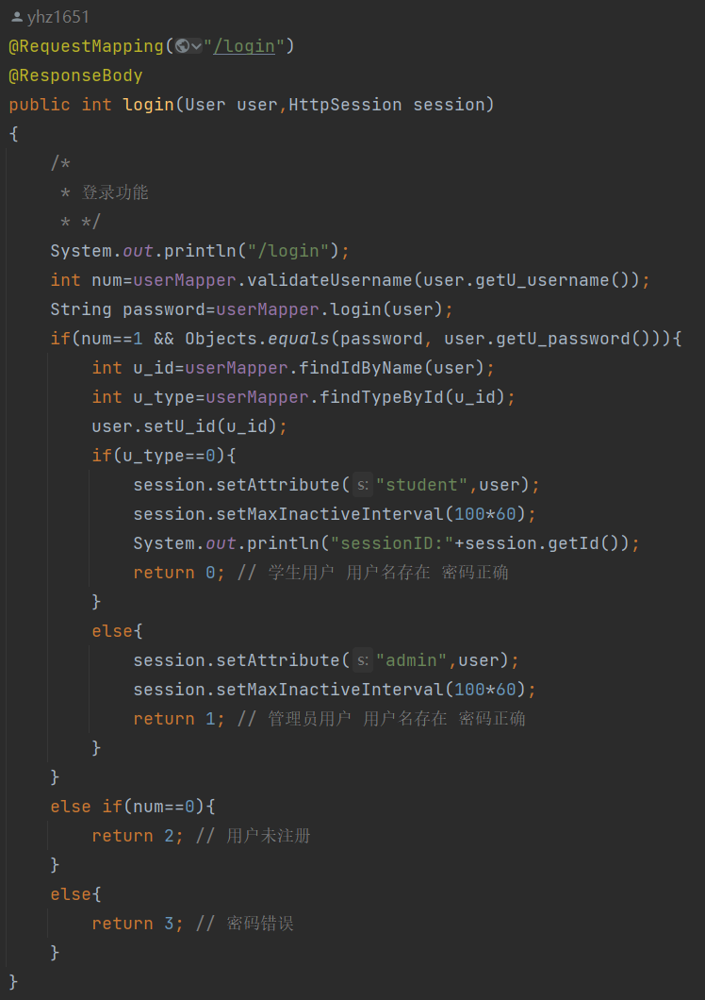 yhz1651
@RequestMapping("/login")
@ResponseBody
public int login(User user,HttpSession session)
{
    /*
     * 登录功能
     * */
    System.out.println("/login");
    int num=userMapper.validateUsername(user.getU_username());
    String password=userMapper.login(user);
    if(num==1 && Objects.equals(password, user.getU_password())){
        int u_id=userMapper.findIdByName(user);
        int u_type=userMapper.findTypeById(u_id);
        user.setU_id(u_id);
        if(u_type==0){
            session.setAttribute( s: "student",user);
            session.setMaxInactiveInterval(100*60);
            System.out.println("sessionID:"+session.getId());
            return 0; // 学生用户 用户名存在 密码正确
        }
        else{
            session.setAttribute( s: "admin",user);
            session.setMaxInactiveInterval(100*60);
            return 1; // 管理员用户 用户名存在 密码正确
        }
    }
    else if(num==0){
        return 2; // 用户未注册
    }
    else{
        return 3; // 密码错误
    }
}